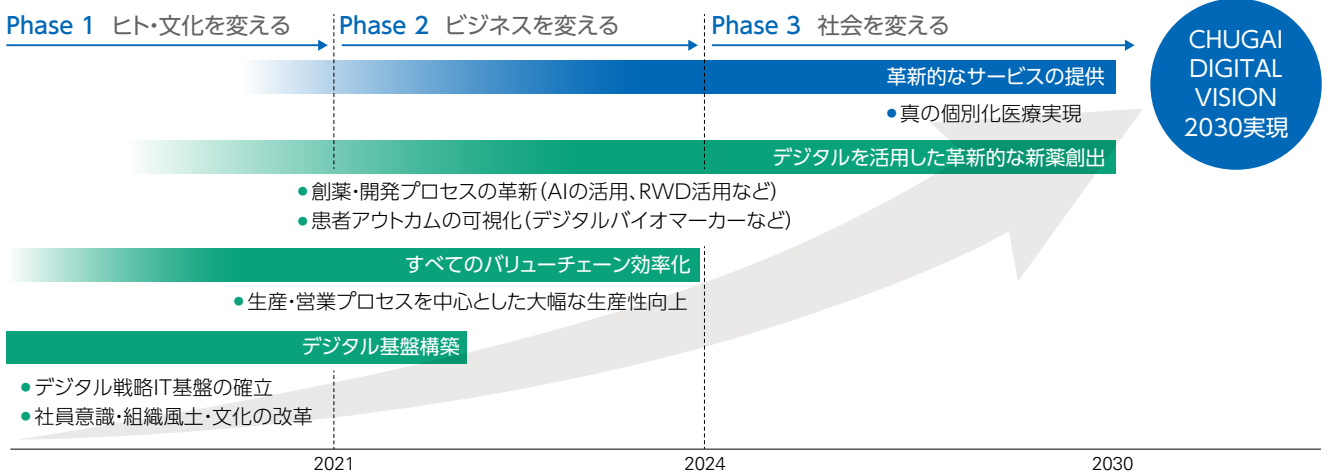 Phase 1 ヒト・文化を変える
Phase 2 ビジネスを変える
Phase 3 社会を変える
CHUGAI
DIGITAL
VISION
2030実現
革新的なサービスの提供
●真の個別化医療実現
デジタルを活用した革新的な新薬創出
●創薬・開発プロセスの革新(AIの活用、RWD活用など)
●患者アウトカムの可視化(デジタルバイオマーカーなど)
すべてのバリューチェーン効率化
●生産・営業プロセスを中心とした大幅な生産性向上
デジタル基盤構築
●デジタル戦略IT基盤の確立
●社員意識・組織風土・文化の改革
2021
2024
2030